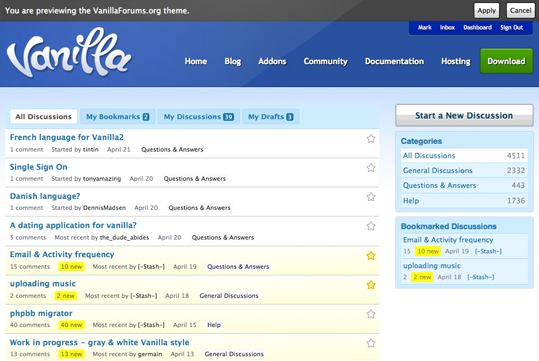 You are previewing the VanillaForums.org theme. Apply Cancel
Mark Inbox Dashboard Sign Out
Vanilla
Home Blog Addons Community Documentation Hosting Download
All Discussions My Bookmarks 2 My Discussions 39 My Drafts 3
French language for Vanilla2
1 comment Started by tintin April 21 Questions & Answers
Single Sign On
1 comment Started by tonyamazing April 20 Questions & Answers
Danish language?
1 comment Started by DennisMadsen April 20 Questions & Answers
A dating application for vanilla?
5 comments Most recent by the_dude_abides April 20 Questions & Answers
Email & Activity frequency
15 comments 10 new Most recent by [-Stash-] April 19 Questions & Answers
uploading music
2 comments 2 new Most recent by [-Stash-] April 18 General Discussions
phpbb migrator
40 comments 40 new Most recent by [-Stash-] April 15 Help
Work in progress - gray & white Vanilla style
13 comments 13 new Most recent by germain April 13 General Discussions
Start a New Discussion
Categories
All Discussions 4511
General Discussions 2332
Questions & Answers 443
Help 1736
Bookmarked Discussions
Email & Activity frequency
15 10 new April 19 [-Stash-]
uploading music
2 2 new April 18 [-Stash-]